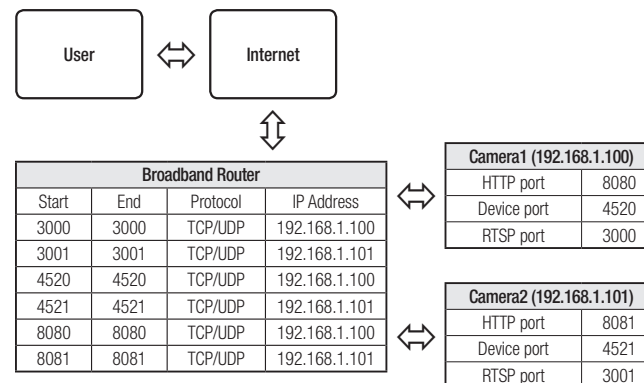 User
Internet
Broadband Router
Start End Protocol IP Address
3000 3000 TCP/UDP 192.168.1.100
3001 3001 TCP/UDP 192.168.1.101
4520 4520 TCP/UDP 192.168.1.100
4521 4521 TCP/UDP 192.168.1.101
8080 8080 TCP/UDP 192.168.1.100
8081 8081 TCP/UDP 192.168.1.101
Camera1 (192.168.1.100)
HTTP port 8080
Device port 4520
RTSP port 3000
Camera2 (192.168.1.101)
HTTP port 8081
Device port 4521
RTSP port 3001